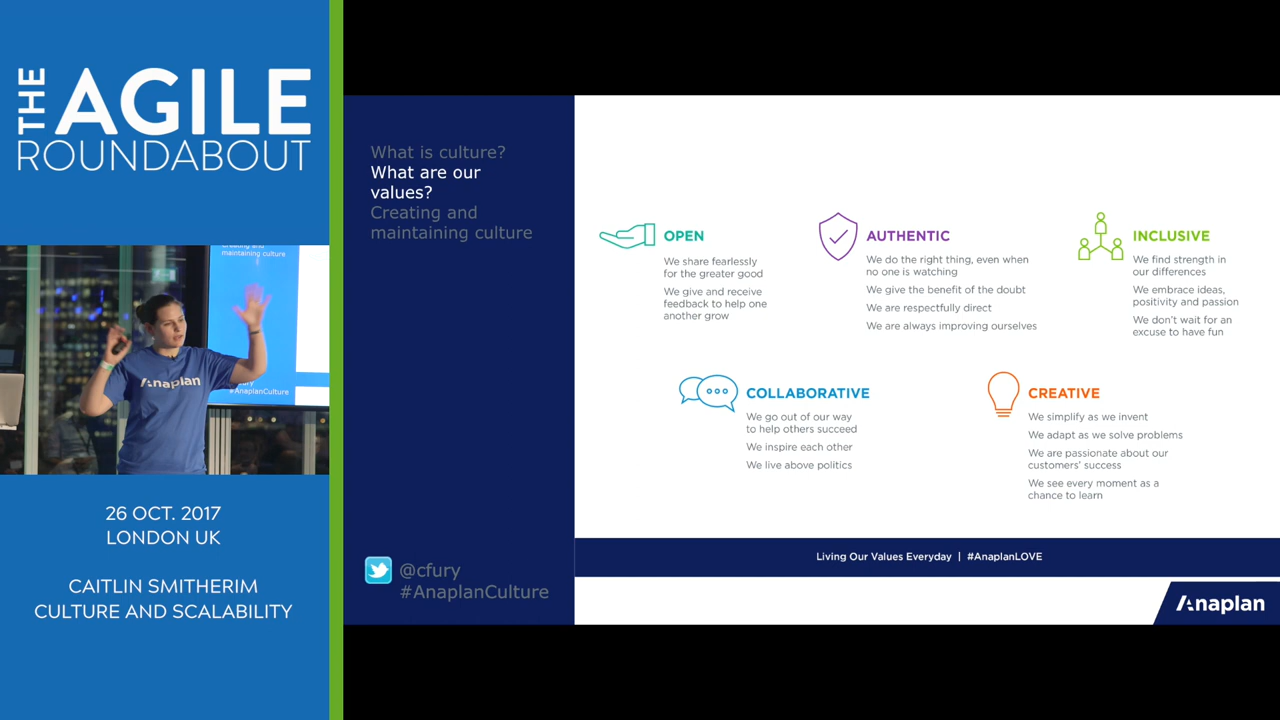 THE AGILE
ROUNDABOUT
creating and
maintaining culture
Anaplan
cfury
#AnaplanCulture
26 OCT. 2017
LONDON UK
CAITLIN SMITHERIM
CULTURE AND SCALABILITY
What is culture?
What are our
values?
Creating and
maintaining culture
@cfury
#AnaplanCulture
OPEN
We share fearlessly
for the greater good
We give and receive
feedback to help one
another grow
AUTHENTIC
We do the right thing, even when
no one is watching
We give the benefit of the doubt
We are respectfully direct
We are always improving ourselves
INCLUSIVE
We find strength in
our differences
We embrace ideas,
positivity and passion
We don't wait for an
excuse to have fun
COLLABORATIVE
We go out of our way
to help others succeed
We inspire each other
We live above politics
CREATIVE
We simplify as we invent
We adapt as we solve problems
We are passionate about our
customers' success
We see every moment as a
chance to learn
Living Our Values Everyday | #AnaplanLOVE
Anaplan